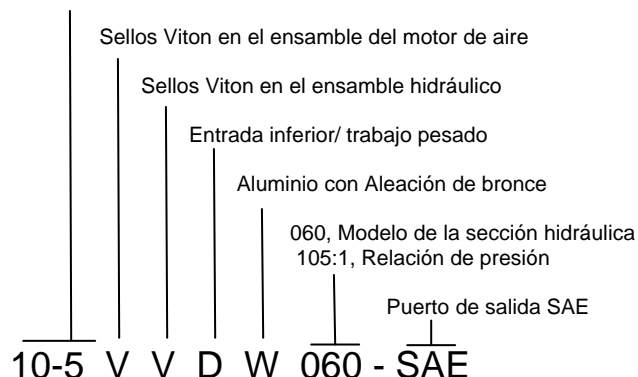 Sellos Viton en el ensamble del motor de aire
Sellos Viton en el ensamble hidráulico
Entrada inferior/ trabajo pesado
Aluminio con Aleación de bronce
060, Modelo de la sección hidráulica
105:1, Relación de presión
Puerto de salida SAE
10-5 V V D W 060 - SAE